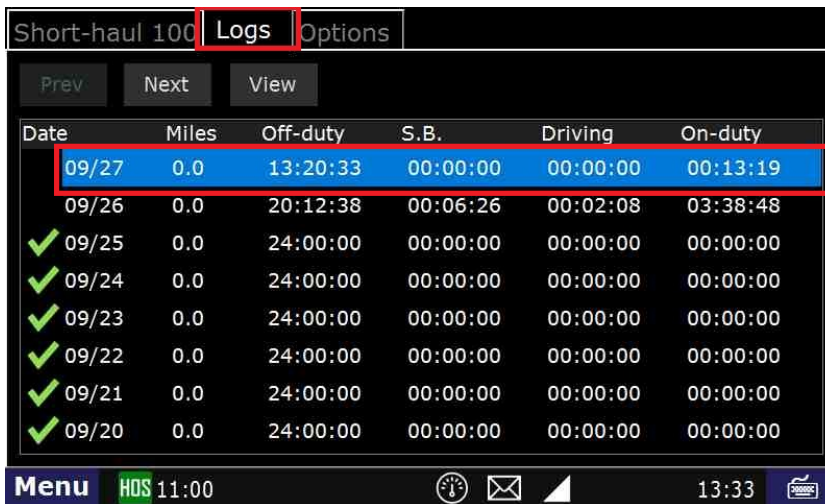 Short-haul 100 Logs Options
Prev Next View
Date Miles Off-duty S.B. Driving On-duty
09/27 0.0 13:20:33 00:00:00 00:00:00 00:13:19
09/26 0.0 20:12:38 00:06:26 00:02:08 03:38:48
09/25 0.0 24:00:00 00:00:00 00:00:00 00:00:00
09/24 0.0 24:00:00 00:00:00 00:00:00 00:00:00
09/23 0.0 24:00:00 00:00:00 00:00:00 00:00:00
09/22 0.0 24:00:00 00:00:00 00:00:00 00:00:00
09/21 0.0 24:00:00 00:00:00 00:00:00 00:00:00
09/20 0.0 24:00:00 00:00:00 00:00:00 00:00:00
Menu HOS 11:00 13:33